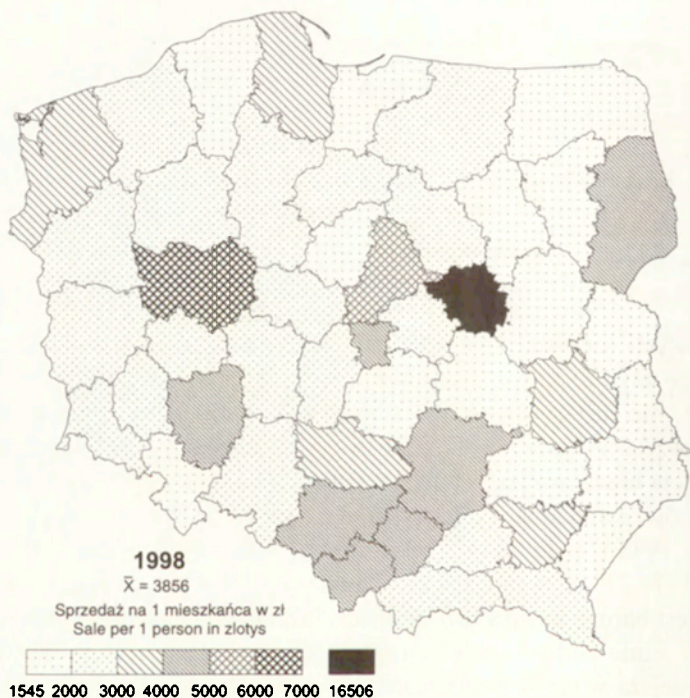 1998
X̄ = 3856
Sprzedaż na 1 mieszkańca w zł
Sale per 1 person in zlotys
1545 2000 3000 4000 5000 6000 7000 16506